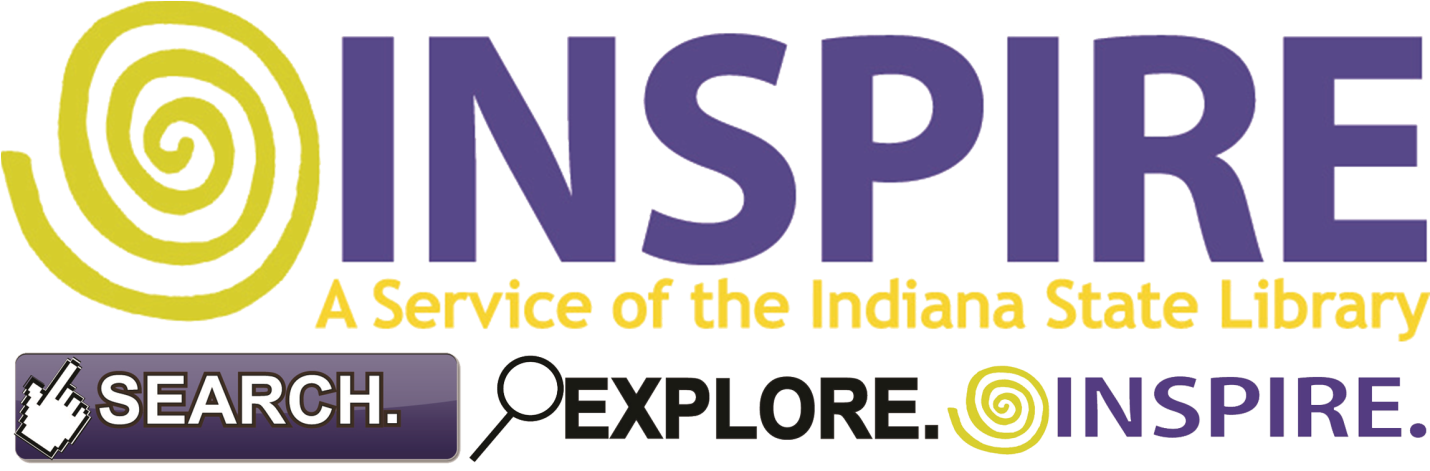 INSPIRE
A Service of the Indiana State Library
SEARCH. EXPLORE. INSPIRE.